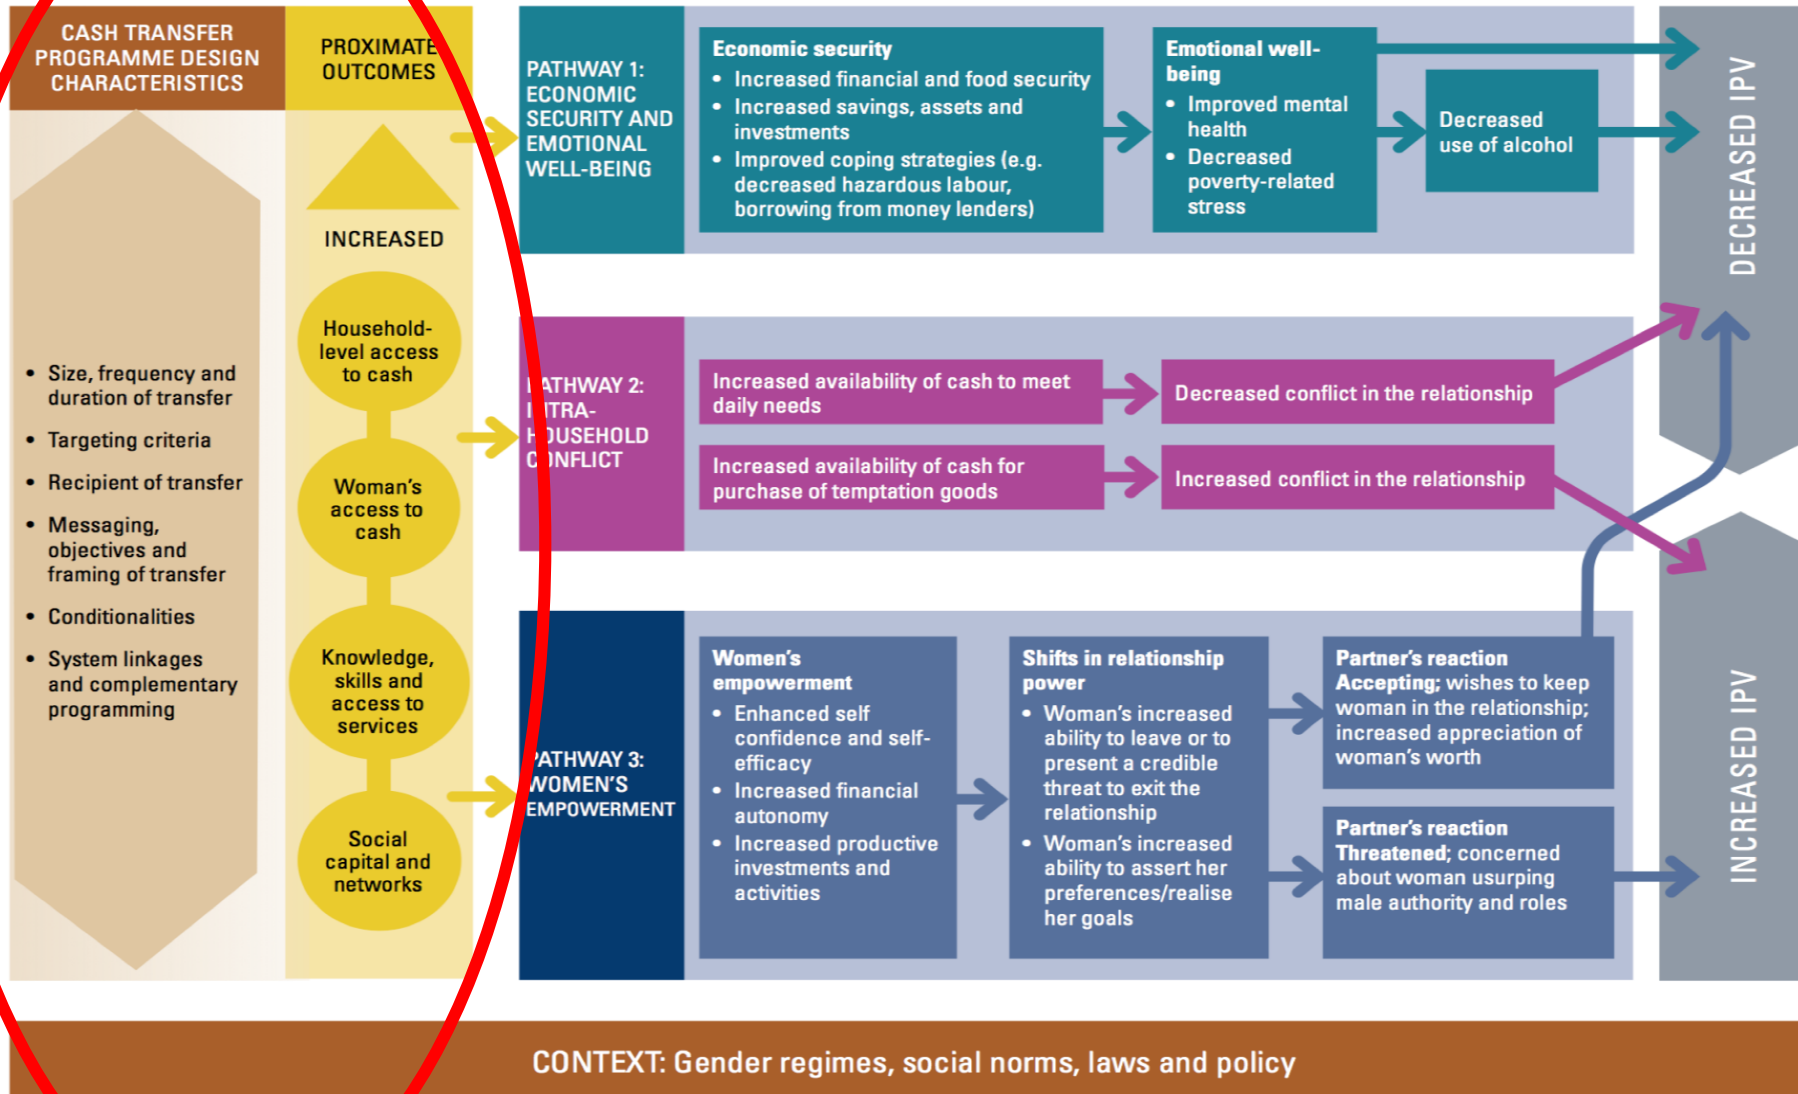 CASH TRANSFER
PROGRAMME DESIGN
CHARACTERISTICS
• Size, frequency and
duration of transfer
• Targeting criteria
• Recipient of transfer
• Messaging,
objectives and
framing of transfer
• Conditionalities
• System linkages
and complementary
programming
PROXIMATE
OUTCOMES
INCREASED
Household-
level access
to cash
Woman's
access to
cash
Knowledge,
skills and
access to
services
Social
capital and
networks
PATHWAY 1:
ECONOMIC
SECURITY AND
EMOTIONAL
WELL-BEING
Economic security
• Increased financial and food security
• Increased savings, assets and
investments
• Improved coping strategies (e.g.
decreased hazardous labour,
borrowing from money lenders)
Emotional well-
being
• Improved mental
health
• Decreased
poverty-related
stress
Decreased
use of alcohol
PATHWAY 2:
INTRA-
HOUSEHOLD
CONFLICT
Increased availability of cash to meet
daily needs
Decreased conflict in the relationship
Increased availability of cash for
purchase of temptation goods
Increased conflict in the relationship
PATHWAY 3:
WOMEN'S
EMPOWERMENT
Women's
empowerment
• Enhanced self
confidence and self-
efficacy
• Increased financial
autonomy
• Increased productive
investments and
activities
Shifts in relationship
power
• Woman's increased
ability to leave or to
present a credible
threat to exit the
relationship
• Woman's increased
ability to assert her
preferences/realise
her goals
Partner's reaction
Accepting; wishes to keep
woman in the relationship;
increased appreciation of
woman's worth
Partner's reaction
Threatened; concerned
about woman usurping
male authority and roles
DECREASED IPV
INCREASED IPV
CONTEXT: Gender regimes, social norms, laws and policy